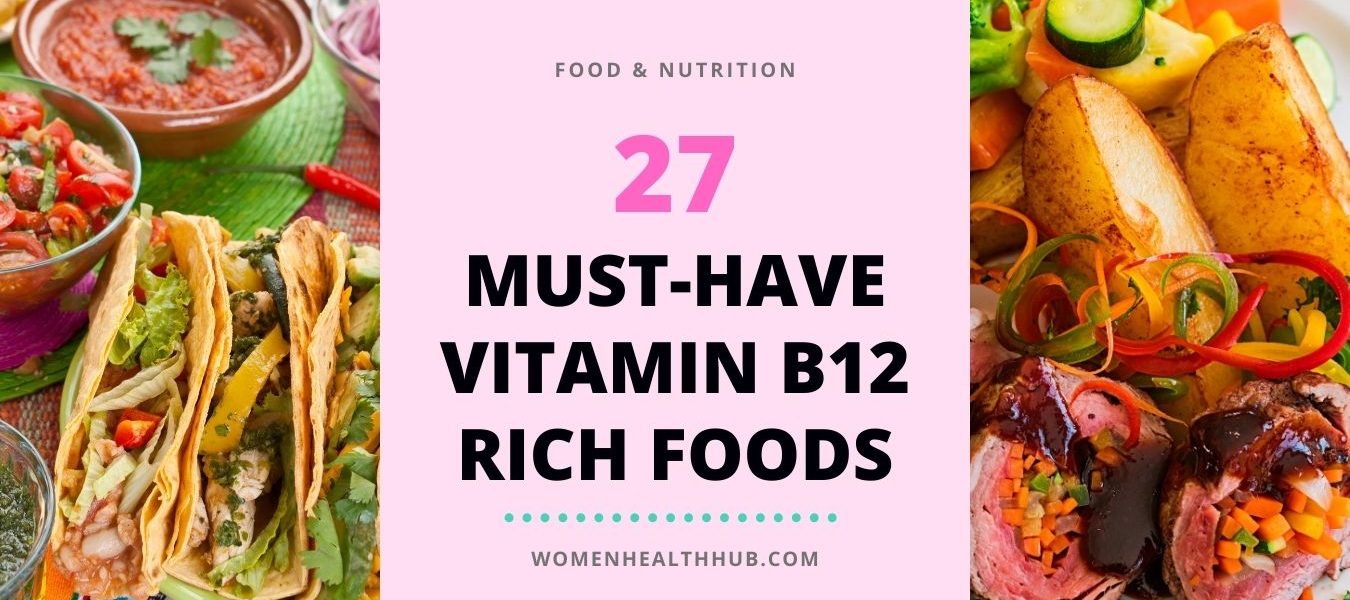 FOOD & NUTRITION
27
MUST-HAVE
VITAMIN B12
RICH FOODS
WOMENHEALTHHUB.COM